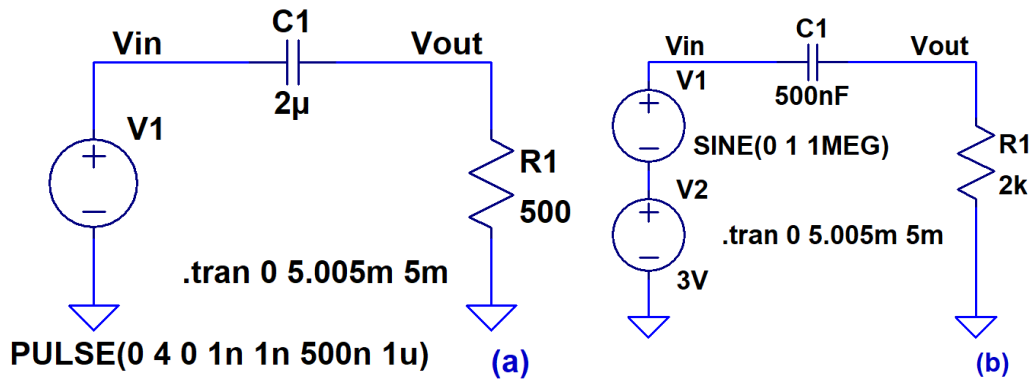 C1
Vin
Vout
2µ
V1
R1
500
.tran 0 5.005m 5m
PULSE(0 4 0 1n 1n 500n 1u)
(a)
C1
Vin
Vout
V1
500nF
SINE(0 1 1MEG)
R1
2k
V2
.tran 0 5.005m 5m
3V
(b)